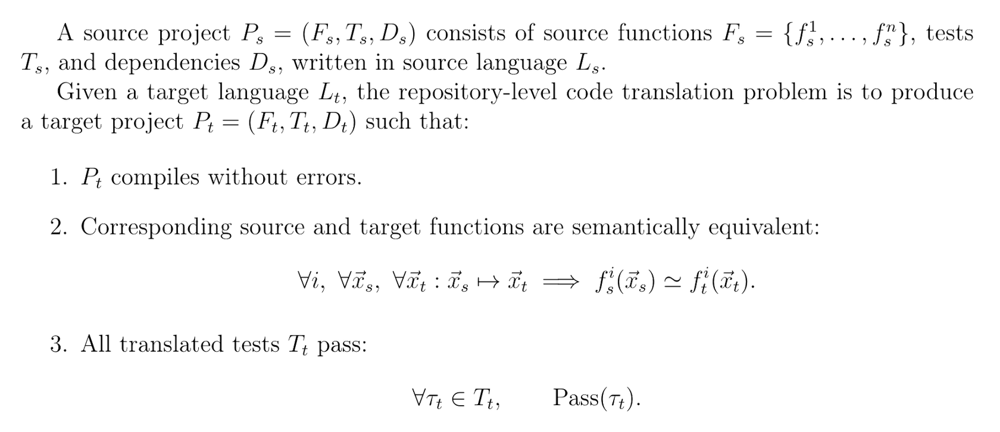 A source project $P_s = (F_s, T_s, D_s)$ consists of source functions $F_s = \{f_s^1, \ldots, f_s^n\}$, tests
$T_s$, and dependencies $D_s$, written in source language $L_s$.
Given a target language $L_t$, the repository-level code translation problem is to produce
a target project $P_t = (F_t, T_t, D_t)$ such that:
1. $P_t$ compiles without errors.
2. Corresponding source and target functions are semantically equivalent:
$\forall i, \ \forall \vec{x}_s, \ \forall \vec{x}_t : \vec{x}_s \mapsto \vec{x}_t \implies f_s^i(\vec{x}_s) \simeq f_t^i(\vec{x}_t).$
3. All translated tests $T_t$ pass:
$\forall \tau_t \in T_t, \qquad \text{Pass}(\tau_t).$